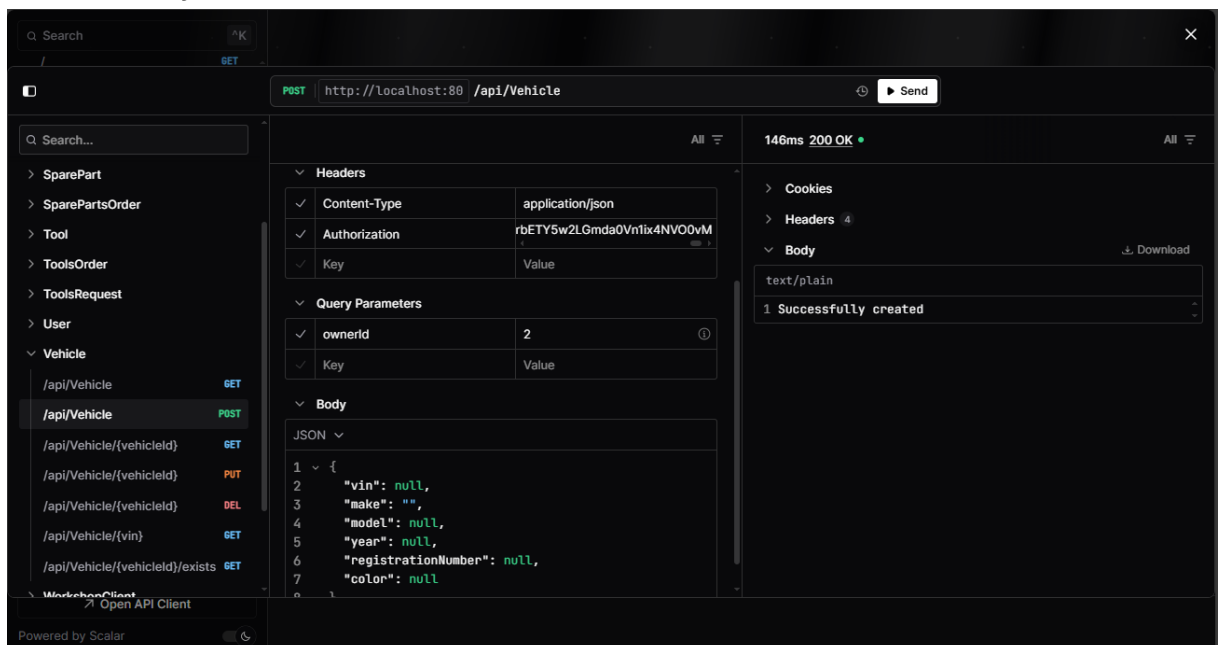 Search ^K
/ GET
POST http://localhost:80 /api/Vehicle Send
Search...
SparePart
SparePartsOrder
Tool
ToolsOrder
ToolsRequest
User
Vehicle
/api/Vehicle GET
/api/Vehicle POST
/api/Vehicle/{vehicleId} GET
/api/Vehicle/{vehicleId} PUT
/api/Vehicle/{vehicleId} DEL
/api/Vehicle/{vin} GET
/api/Vehicle/{vehicleId}/exists GET
WorkshopClient
Open API Client
Powered by Scalar
All
Headers
Content-Type application/json
Authorization rbETY5w2LGmda0Vn1ix4NVO0vM
Key Value
Query Parameters
ownerId 2
Key Value
Body
JSON
1 {
2 "vin": null,
3 "make": "",
4 "model": null,
5 "year": null,
6 "registrationNumber": null,
7 "color": null
8 }
146ms 200 OK All
Cookies
Headers 4
Body Download
text/plain
1 Successfully created